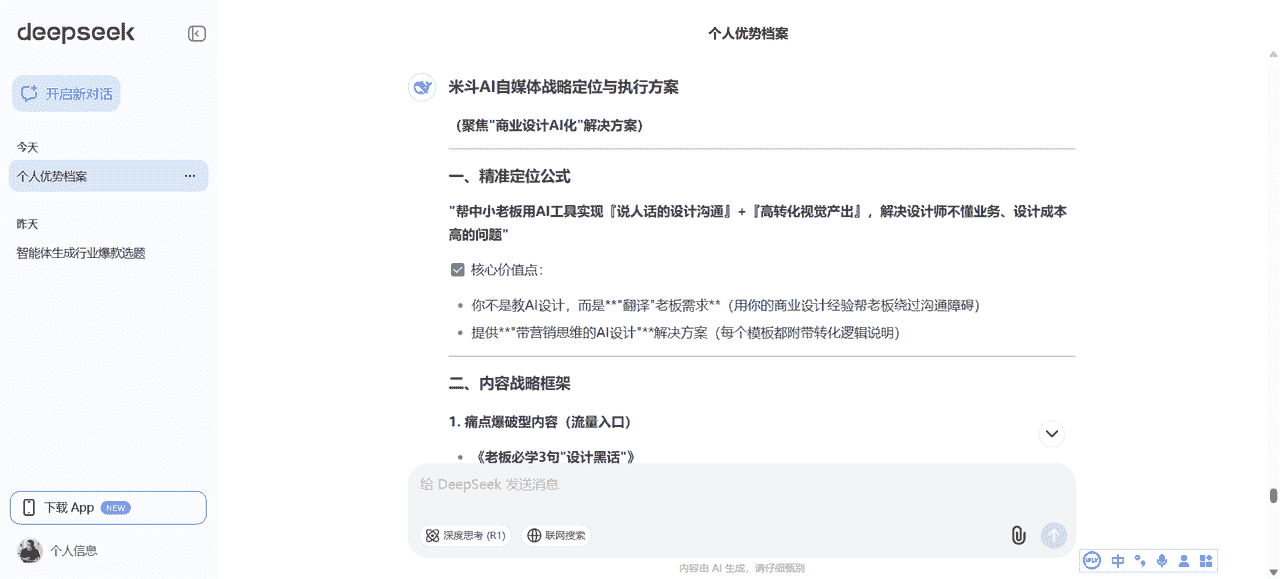 deepseek
个人优势档案
开启新对话
今天
个人优势档案
昨天
智能体生成行业爆款选题
下载 App NEW
个人信息
米斗AI自媒体战略定位与执行方案
（聚焦"商业设计AI化"解决方案）
一、精准定位公式
"帮中小老板用AI工具实现『说人话的设计沟通』+『高转化视觉产出』，解决设计师不懂业务、设计成本
高的问题"
核心价值点：
你不是教AI设计，而是**"翻译"老板需求**（用你的商业设计经验帮老板绕过沟通障碍）
提供**"带营销思维的AI设计"**解决方案（每个模板都附带转化逻辑说明）
二、内容战略框架
1. 痛点爆破型内容（流量入口）
《老板必学3句"设计黑话"》
给 DeepSeek 发送消息
深度思考 (R1) 联网搜索
内容由 AI 生成，请仔细甄别
iFLY 中